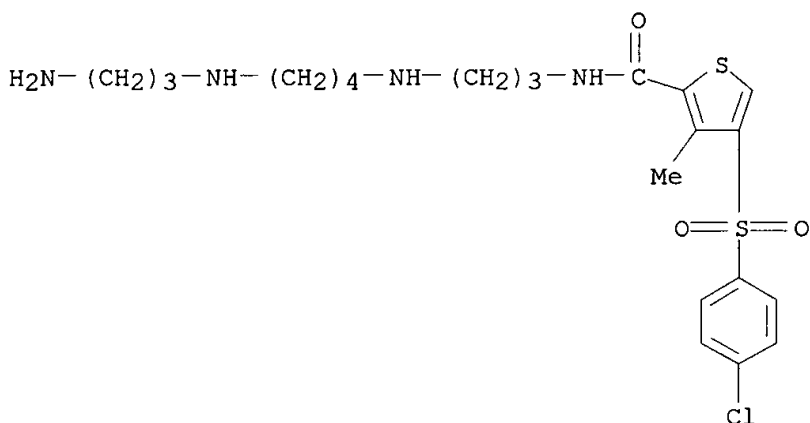 O
H2N—(CH2)3—NH—(CH2)4—NH—(CH2)3—NH—C
S
Me
O=S=O
Cl